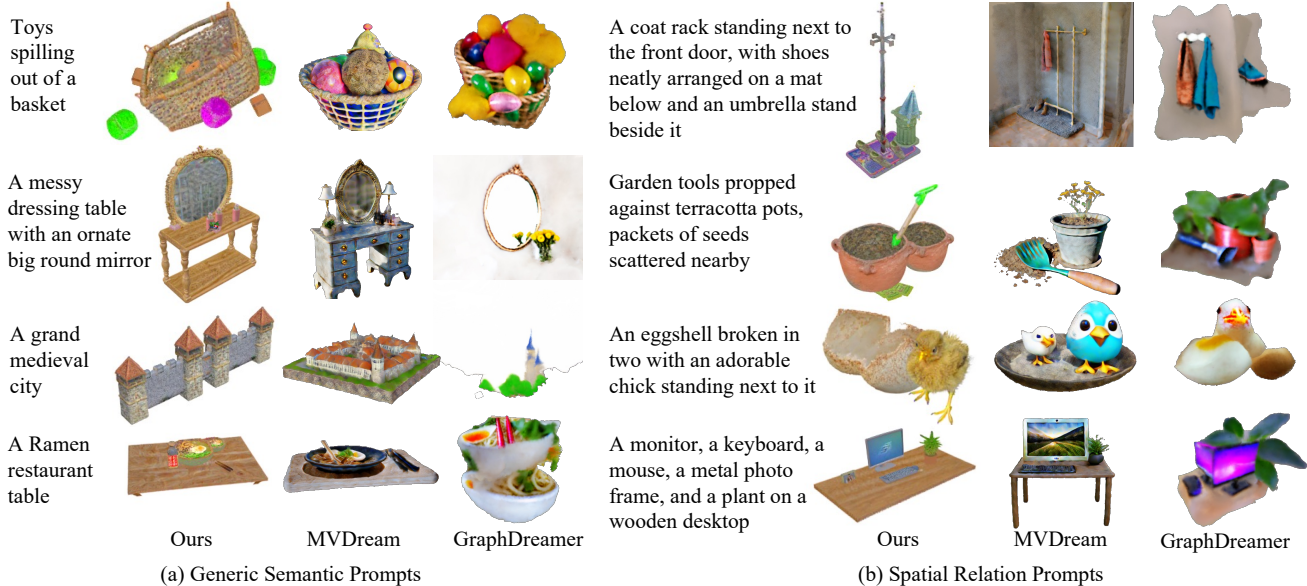 Toys
spilling
out of a
basket
A messy
dressing table
with an ornate
big round mirror
A grand
medieval
city
A Ramen
restaurant
table
Ours
MVDream
GraphDreamer
(a) Generic Semantic Prompts
A coat rack standing next to
the front door, with shoes
neatly arranged on a mat
below and an umbrella stand
beside it
Garden tools propped
against terracotta pots,
packets of seeds
scattered nearby
An eggshell broken in
two with an adorable
chick standing next to it
A monitor, a keyboard, a
mouse, a metal photo
frame, and a plant on a
wooden desktop
Ours
MVDream
GraphDreamer
(b) Spatial Relation Prompts